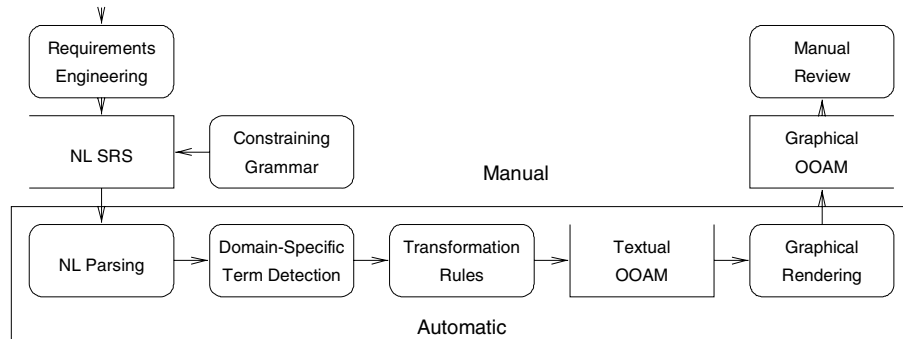 Requirements
Engineering
Manual
Review
NL SRS
Constraining
Grammar
Graphical
OOAM
Manual
NL Parsing
Domain-Specific
Term Detection
Transformation
Rules
Textual
OOAM
Graphical
Rendering
Automatic